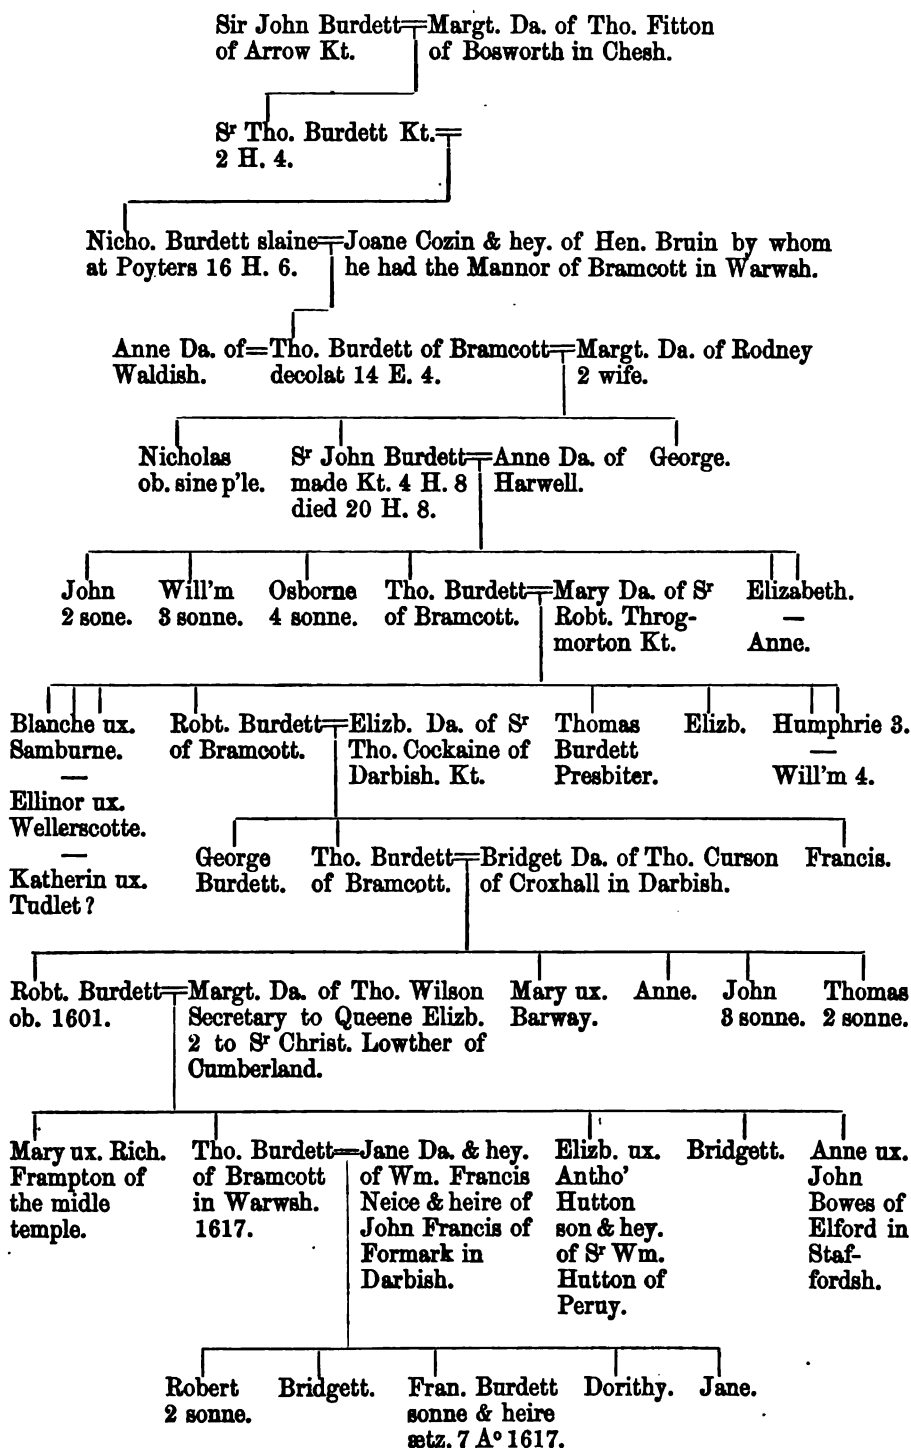 Sir John Burdett=Margt. Da. of Tho. Fitton
of Arrow Kt. of Bosworth in Chesh.
Sr Tho. Burdett Kt.=
2 H. 4.
Nicho. Burdett slaine=Joane Cozin & hey. of Hen. Bruin by whom
at Poyters 16 H. 6. he had the Mannor of Bramcott in Warwsh.
Anne Da. of=Tho. Burdett of Bramcott=Margt. Da. of Rodney
Waldish. decolat 14 E. 4. 2 wife.
Nicholas
ob. sine p'le.
Sr John Burdett=Anne Da. of
made Kt. 4 H. 8 Harwell.
died 20 H. 8.
George.
John
2 sone.
Will'm
3 sonne.
Osborne
4 sonne.
Tho. Burdett=Mary Da. of Sr
of Bramcott. Robt. Throg-
morton Kt.
Elizabeth.
—
Anne.
Blanche ux.
Samburne.
—
Ellinor ux.
Wellerscotte.
—
Katherin ux.
Tudlet?
Robt. Burdett=Elizb. Da. of Sr
of Bramcott. Tho. Cockaine of
Darbish. Kt.
Thomas
Burdett
Presbiter.
Elizb.
Humphrie 3.
—
Will'm 4.
George
Burdett.
Tho. Burdett=Bridget Da. of Tho. Curson
of Bramcott. of Croxhall in Darbish.
Francis.
Robt. Burdett=Margt. Da. of Tho. Wilson
ob. 1601. Secretary to Queene Elizb.
2 to Sr Christ. Lowther of
Cumberland.
Mary ux.
Barway.
Anne.
John
3 sonne.
Thomas
2 sonne.
Mary ux. Rich.
Frampton of
the midle
temple.
Tho. Burdett=Jane Da. & hey.
of Bramcott of Wm. Francis
in Warwsh. Neice & heire of
1617. John Francis of
Formark in
Darbish.
Elizb. ux.
Antho'
Hutton
son & hey.
of Sr Wm.
Hutton of
Peruy.
Bridgett.
Anne ux.
John
Bowes of
Elford in
Staf-
fordsh.
Robert
2 sonne.
Bridgett.
Fran. Burdett
sonne & heire
ætz. 7 Ao 1617.
Dorithy.
Jane.